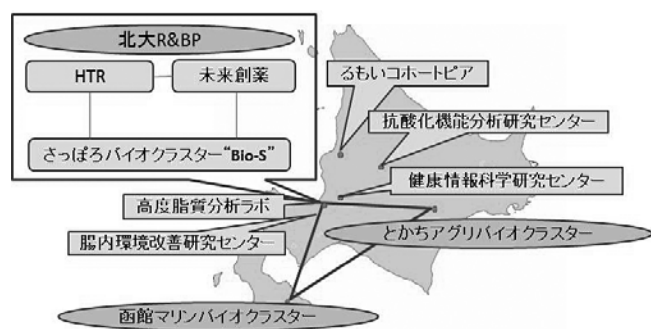 北大R&BP
HTR
未来創薬
さっぽろバイオクラスター“Bio-S”
るもいコホートピア
抗酸化機能分析研究センター
健康情報科学研究センター
高度脂質分析ラボ
腸内環境改善研究センター
とかちアグリバイオクラスター
函館マリンバイオクラスター